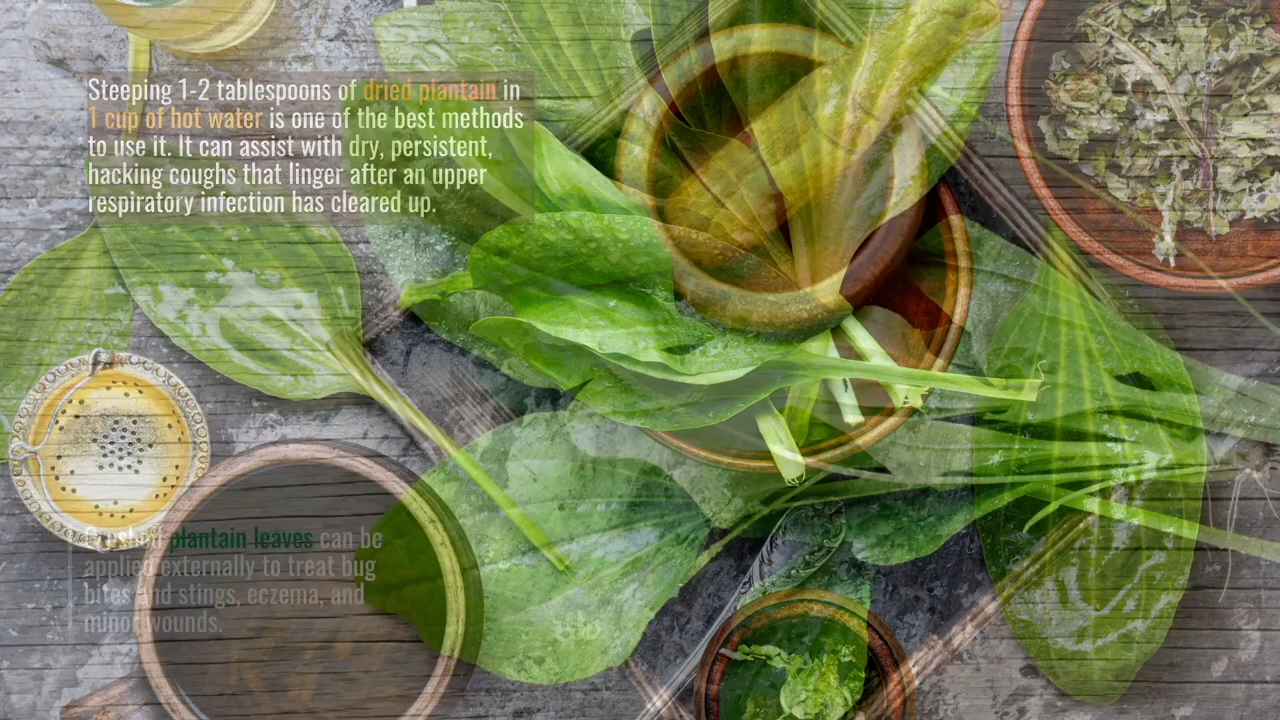 Steeping 1-2 tablespoons of dried plantain in
1 cup of hot water is one of the best methods
to use it. It can assist with dry, persistent,
hacking coughs that linger after an upper
respiratory infection has cleared up.
plantain leaves can be
applied externally to treat bug
bites and stings, eczema, and
minor wounds.